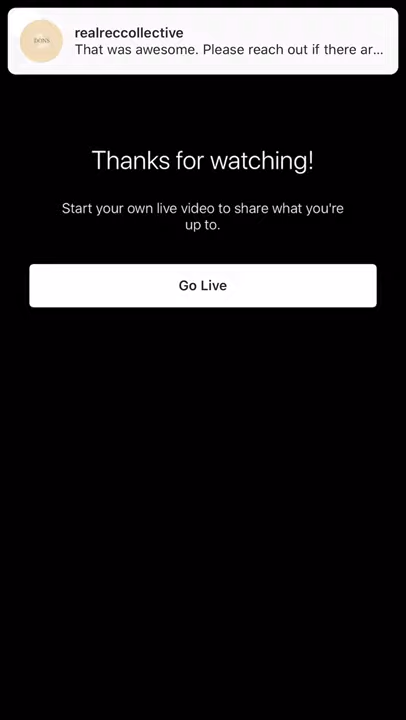 realreccollective
That was awesome. Please reach out if there ar...
Thanks for watching!
Start your own live video to share what you're
up to.
Go Live